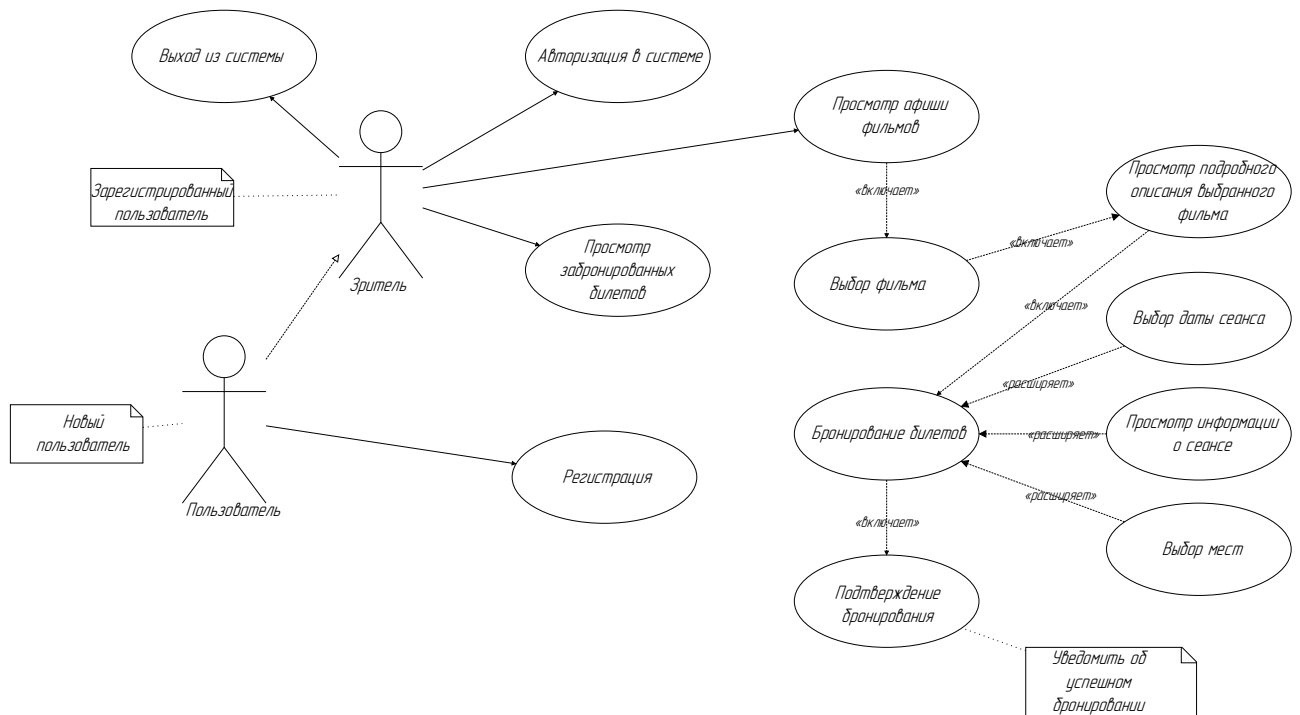 Выход из системы
Авторизация в системе
Просмотр афиши
фильмов
Просмотр подробного
описания выбранного
фильма
Зарегистрированный
пользователь
«включает»
«включает»
Просмотр
забронированных
билетов
Зритель
Выбор фильма
«включает»
Выбор даты сеанса
«расширяет»
Новый
пользователь
Бронирование билетов
«расширяет»
Просмотр информации
о сеансе
Регистрация
Пользователь
«расширяет»
«включает»
Выбор мест
Подтверждение
бронирования
Уведомить об
успешном
бронировании